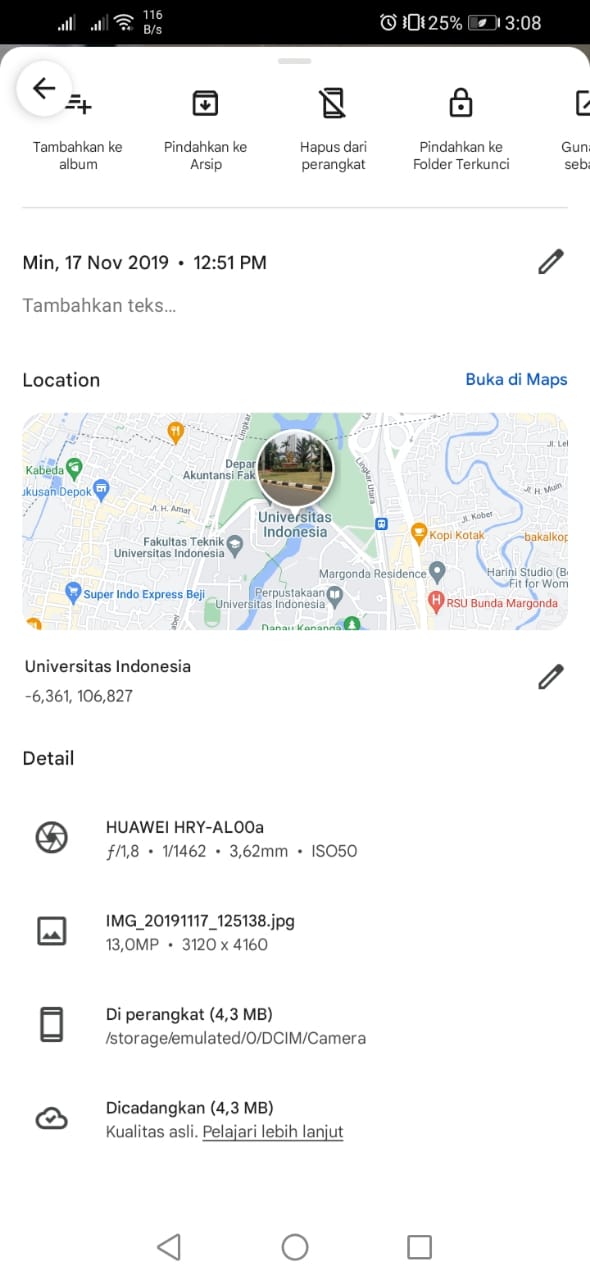 116
B/s
25%
3:08
Tambahkan ke
album
Pindahkan ke
Arsip
Hapus dari
perangkat
Pindahkan ke
Folder Terkunci
Min, 17 Nov 2019 • 12:51 PM
Tambahkan teks...
Location
Buka di Maps
Kabeda
ukusan Depok
Depar
Akuntansi Fak
Lingkar Utara
Jl. H. Amat
Universitas
Indonesia
Fakultas Teknik
Universitas Indonesia
Jl. H. Muin
Jl. Kober
Kopi Kotak
bakalkop
Margonda Residence
Harini Studio (B
Fit for Wom
Super Indo Express Beji
Perpustakaan
Universitas Indonesia
RSU Bunda Margonda
Danau Kenanga
Universitas Indonesia
-6,361, 106,827
Detail
HUAWEI HRY-AL00a
ƒ/1,8 • 1/1462 • 3,62mm • ISO50
IMG_20191117_125138.jpg
13,0MP • 3120 x 4160
Di perangkat (4,3 MB)
/storage/emulated/0/DCIM/Camera
Dicadangkan (4,3 MB)
Kualitas asli. Pelajari lebih lanjut